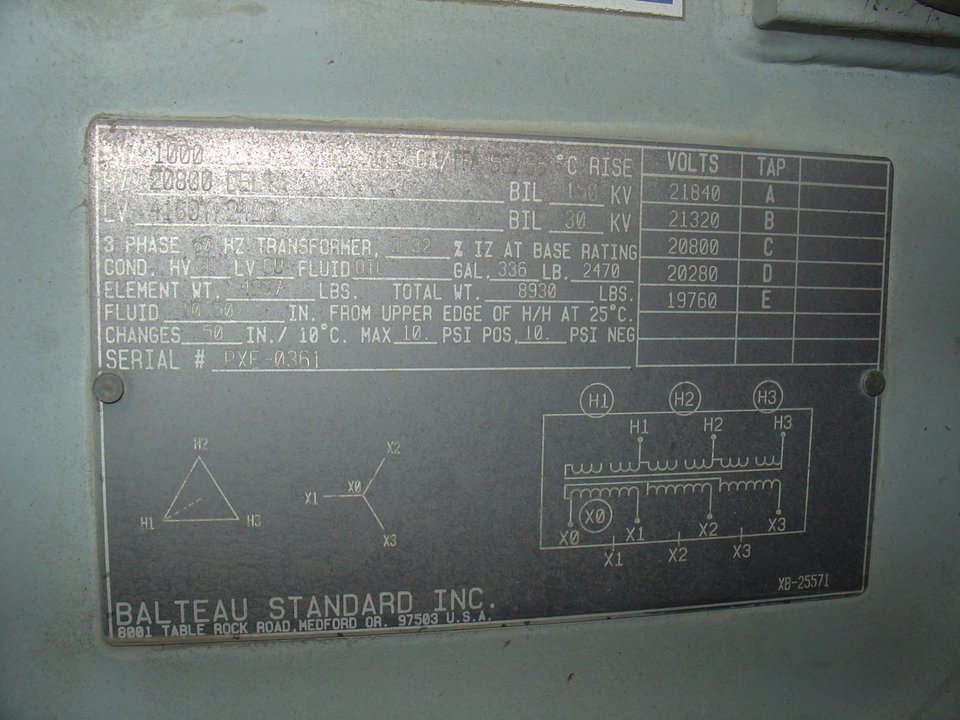 1000 OA/ °C RISE
20800
BIL 150 KV
LV 4160Y/2400
BIL 30 KV
3 PHASE 60 HZ TRANSFORMER, % IZ AT BASE RATING
COND. HV LV FLUID OIL GAL. 336 LB. 2470
ELEMENT WT. LBS. TOTAL WT. 8930 LBS.
FLUID 10.50 IN. FROM UPPER EDGE OF H/H AT 25°C.
CHANGES .50 IN./ 10°C. MAX 10. PSI POS, 10. PSI NEG
SERIAL # PXE-0361
VOLTS TAP
21840 A
21320 B
20800 C
20280 D
19760 E
H2
H1 H3
X2
X1 X0
X3
H1 H2 H3
H1 H2 H3
X0
X0 X1 X2 X3
X1 X2 X3
XB-25571
BALTEAU STANDARD INC.
8001 TABLE ROCK ROAD, MEDFORD OR. 97503 U.S.A.